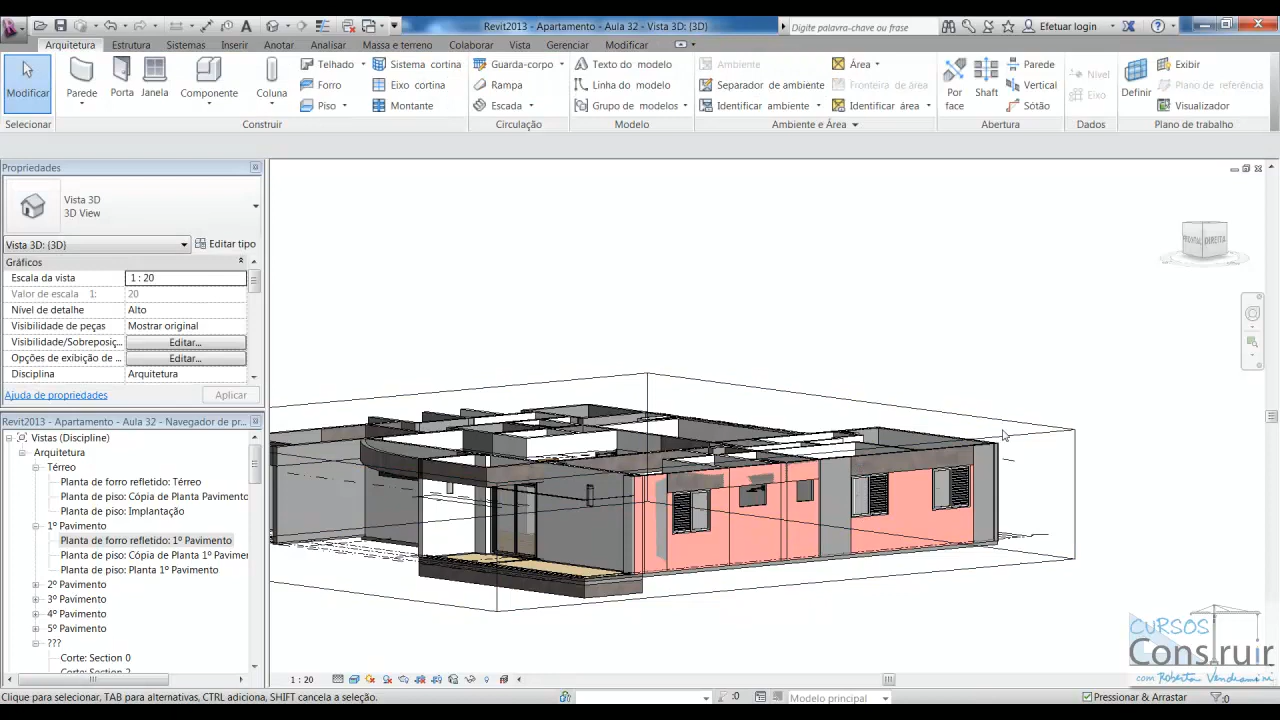 Revit2013 - Apartamento - Aula 32 - Vista 3D: {3D}
Digite palavra-chave ou frase
Efetuar login
Arquitetura Estrutura Sistemas Inserir Anotar Analisar Massa e terreno Colaborar Vista Gerenciar Modificar
Modificar
Parede
Porta
Janela
Componente
Coluna
Telhado
Forro
Piso
Sistema cortina
Eixo cortina
Montante
Guarda-corpo
Rampa
Escada
Texto do modelo
Linha do modelo
Grupo de modelos
Ambiente
Separador de ambiente
Identificar ambiente
Área
Fronteira de área
Identificar área
Por face
Shaft
Parede
Vertical
Sótão
Nível
Eixo
Definir
Exibir
Plano de referência
Visualizador
Selecionar Construir Circulação Modelo Ambiente e Área Abertura Dados Plano de trabalho
Propriedades
Vista 3D
3D View
Vista 3D: {3D} Editar tipo
Gráficos
Escala da vista 1 : 20
Valor de escala 1: 20
Nível de detalhe Alto
Visibilidade de peças Mostrar original
Visibilidade/Sobreposiç... Editar...
Opções de exibição de ... Editar...
Disciplina Arquitetura
Ajuda de propriedades Aplicar
Revit2013 - Apartamento - Aula 32 - Navegador de pr...
Vistas (Discipline)
Arquitetura
Térreo
Planta de forro refletido: Térreo
Planta de piso: Cópia de Planta Pavimento
Planta de piso: Implantação
1º Pavimento
Planta de forro refletido: 1º Pavimento
Planta de piso: Cópia de Planta 1º Pavimen
Planta de piso: Planta 1º Pavimento
2º Pavimento
3º Pavimento
4º Pavimento
5º Pavimento
???
Corte: Section 0
Corte: Section 2
FRONTAL DIREITA
CURSOS
Construir
com Roberta Vendramini
1 : 20
Clique para selecionar, TAB para alternativas, CTRL adiciona, SHIFT cancela a seleção.
:0
Modelo principal
Pressionar & Arrastar
:0